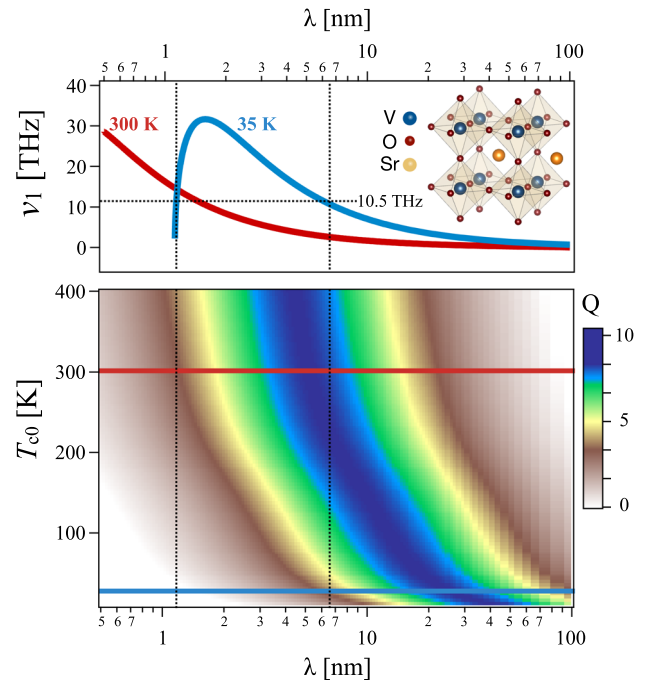 λ [nm]
5 6 7 1 2 3 4 5 6 7 10 2 3 4 5 6 7 100
40
30
20
10
0
ν1 [THz]
300 K
35 K
10.5 THz
V
O
Sr
400
300
200
100
Tc0 [K]
Q
10
5
0
5 6 7 1 2 3 4 5 6 7 10 2 3 4 5 6 7 100
λ [nm]